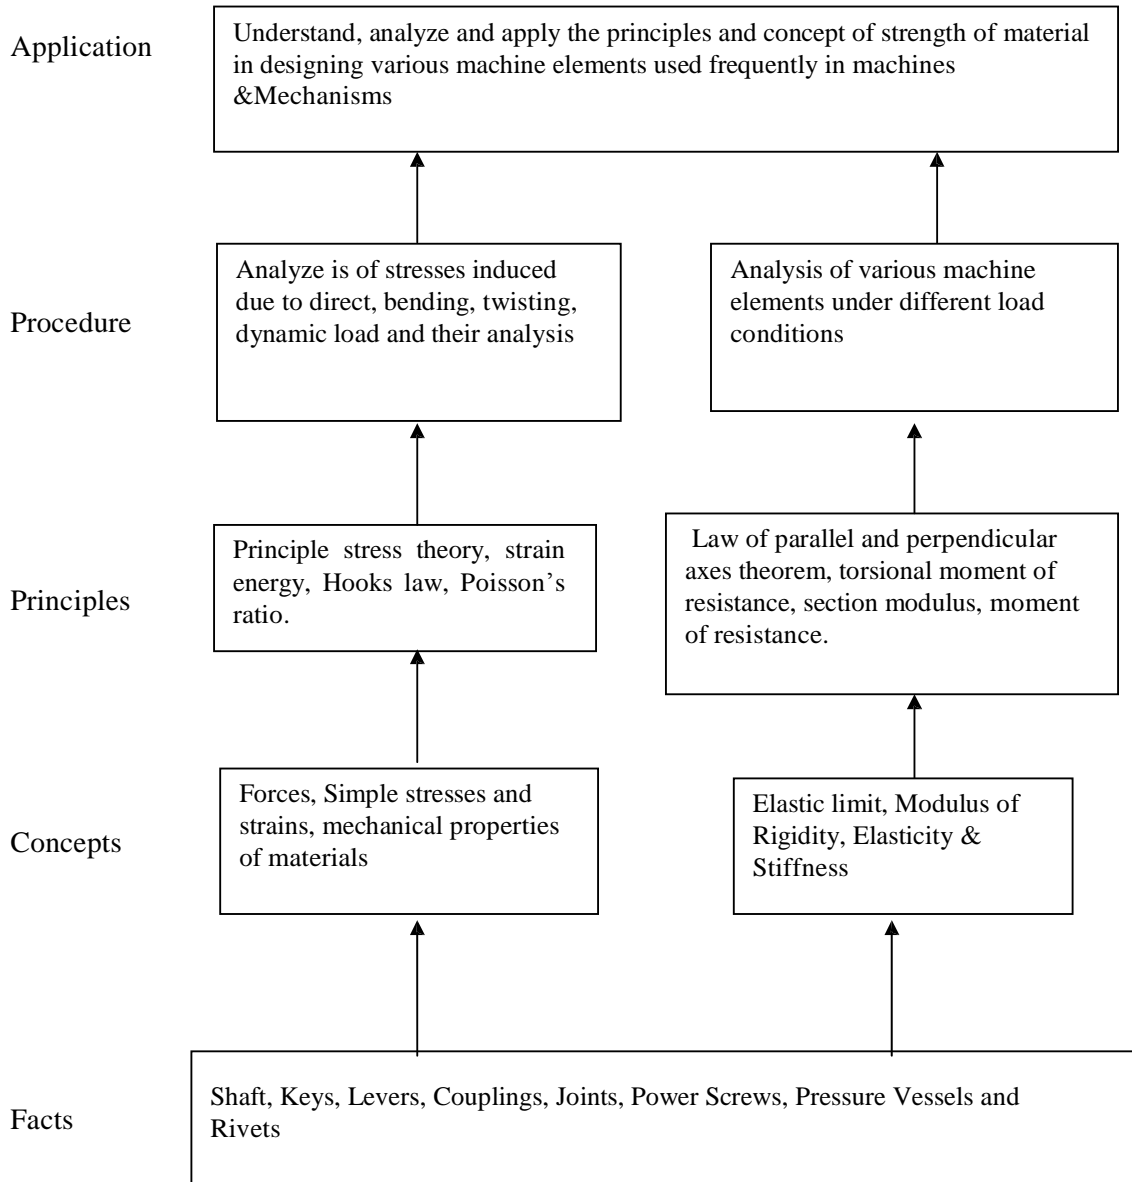 Application
Understand, analyze and apply the principles and concept of strength of material
in designing various machine elements used frequently in machines
&Mechanisms
Procedure
Analyze is of stresses induced
due to direct, bending, twisting,
dynamic load and their analysis
Analysis of various machine
elements under different load
conditions
Principles
Principle stress theory, strain
energy, Hooks law, Poisson’s
ratio.
Law of parallel and perpendicular
axes theorem, torsional moment of
resistance, section modulus, moment
of resistance.
Concepts
Forces, Simple stresses and
strains, mechanical properties
of materials
Elastic limit, Modulus of
Rigidity, Elasticity &
Stiffness
Facts
Shaft, Keys, Levers, Couplings, Joints, Power Screws, Pressure Vessels and
Rivets